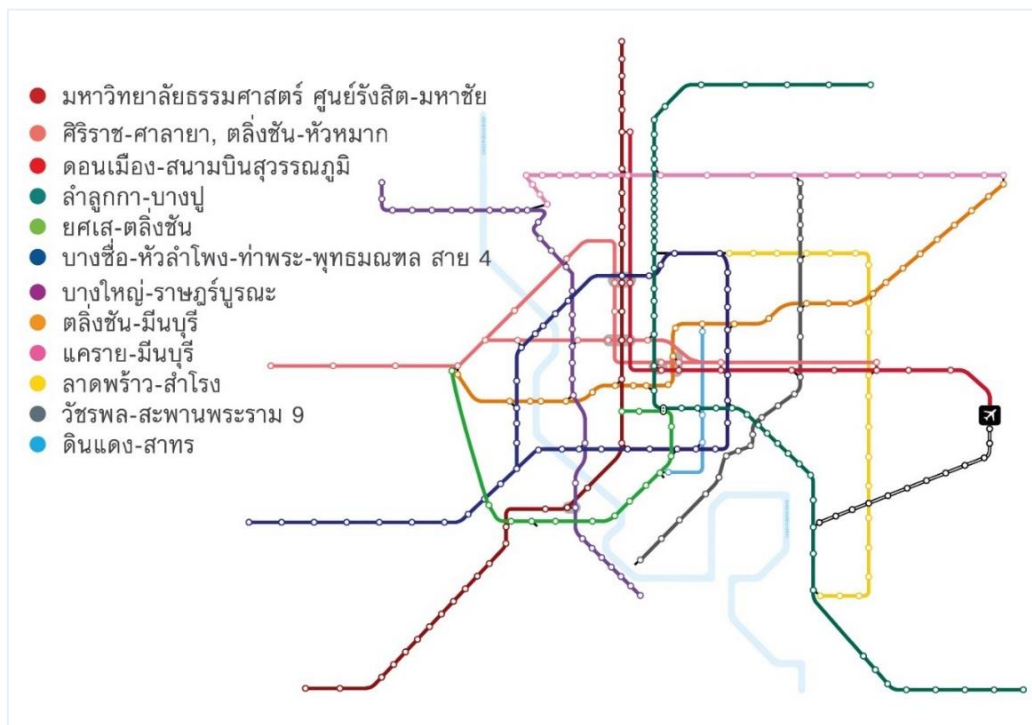 มหาวิทยาลัยธรรมศาสตร์ ศูนย์รังสิต-มหาชัย
ศิริราช-ศาลายา, ตลิ่งชัน-หัวหมาก
ดอนเมือง-สนามบินสุวรรณภูมิ
ลำลูกกา-บางปู
ยศเส-ตลิ่งชัน
บางซื่อ-หัวลำโพง-ท่าพระ-พุทธมณฑล สาย 4
บางใหญ่-ราษฎร์บูรณะ
ตลิ่งชัน-มีนบุรี
แคราย-มีนบุรี
ลาดพร้าว-สำโรง
วัชรพล-สะพานพระราม 9
ดินแดง-สาทร